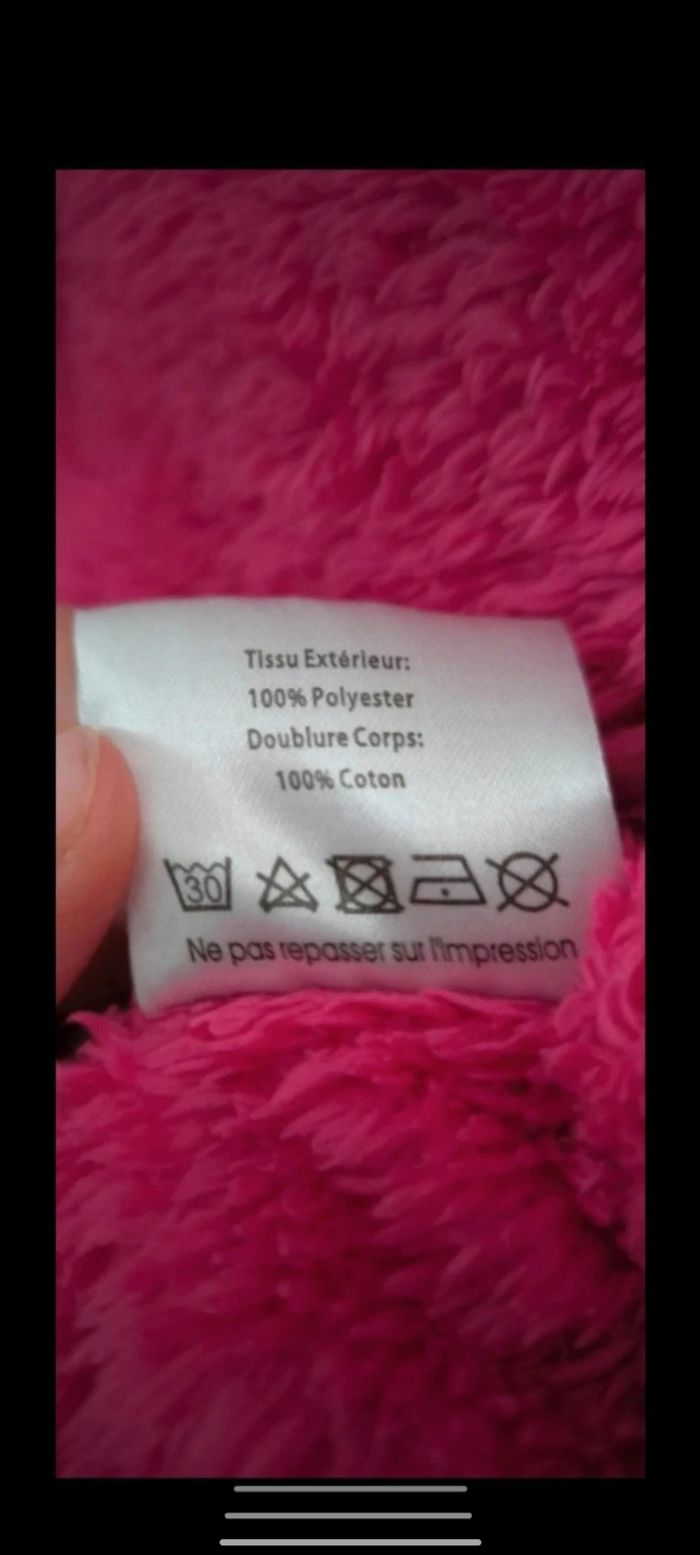 Tissu Extérieur:
100% Polyester
Doublure Corps:
100% Coton
30
Ne pas repasser sur l'impression